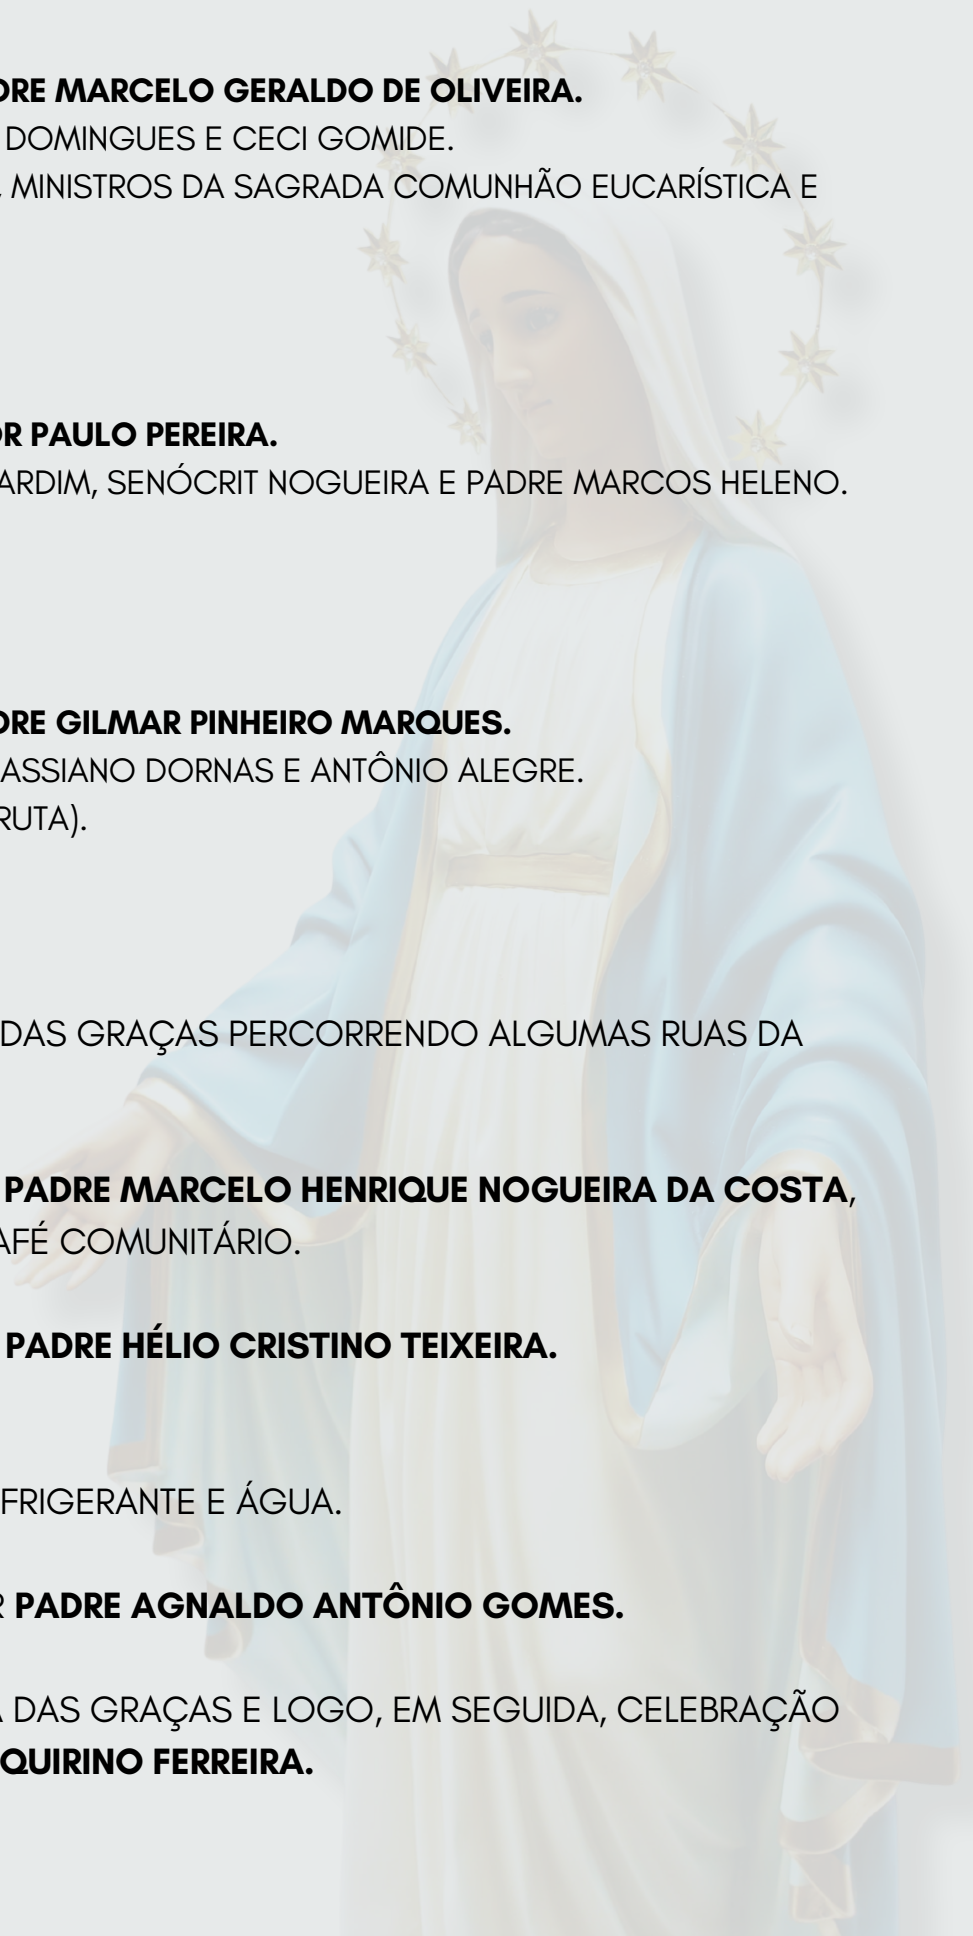 DRE MARCELO GERALDO DE OLIVEIRA.
DOMINGUES E CECI GOMIDE.
, MINISTROS DA SAGRADA COMUNHÃO EUCARÍSTICA E
OR PAULO PEREIRA.
ARDIM, SENÓCRIT NOGUEIRA E PADRE MARCOS HELENO.
DRE GILMAR PINHEIRO MARQUES.
ASSIANO DORNAS E ANTÔNIO ALEGRE.
RUTA).
DAS GRAÇAS PERCORRENDO ALGUMAS RUAS DA
PADRE MARCELO HENRIQUE NOGUEIRA DA COSTA,
AFÉ COMUNITÁRIO.
PADRE HÉLIO CRISTINO TEIXEIRA.
FRIGERANTE E ÁGUA.
R PADRE AGNALDO ANTÔNIO GOMES.
A DAS GRAÇAS E LOGO, EM SEGUIDA, CELEBRAÇÃO
QUIRINO FERREIRA.